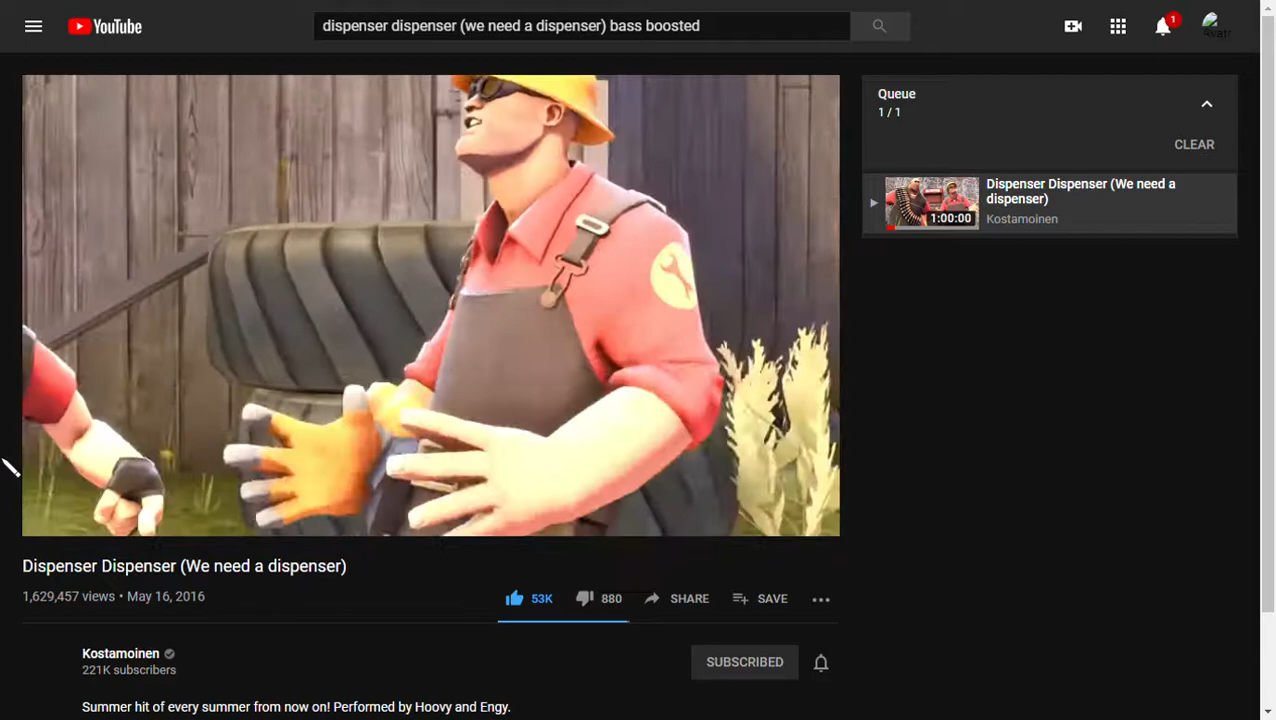 YouTube
dispenser dispenser (we need a dispenser) bass boosted
1
Queue
1 / 1
CLEAR
Dispenser Dispenser (We need a
dispenser)
1:00:00
Kostamoinen
Dispenser Dispenser (We need a dispenser)
1,629,457 views • May 16, 2016
53K
880
SHARE
SAVE
Kostamoinen
221K subscribers
SUBSCRIBED
Summer hit of every summer from now on! Performed by Hoovy and Engy.